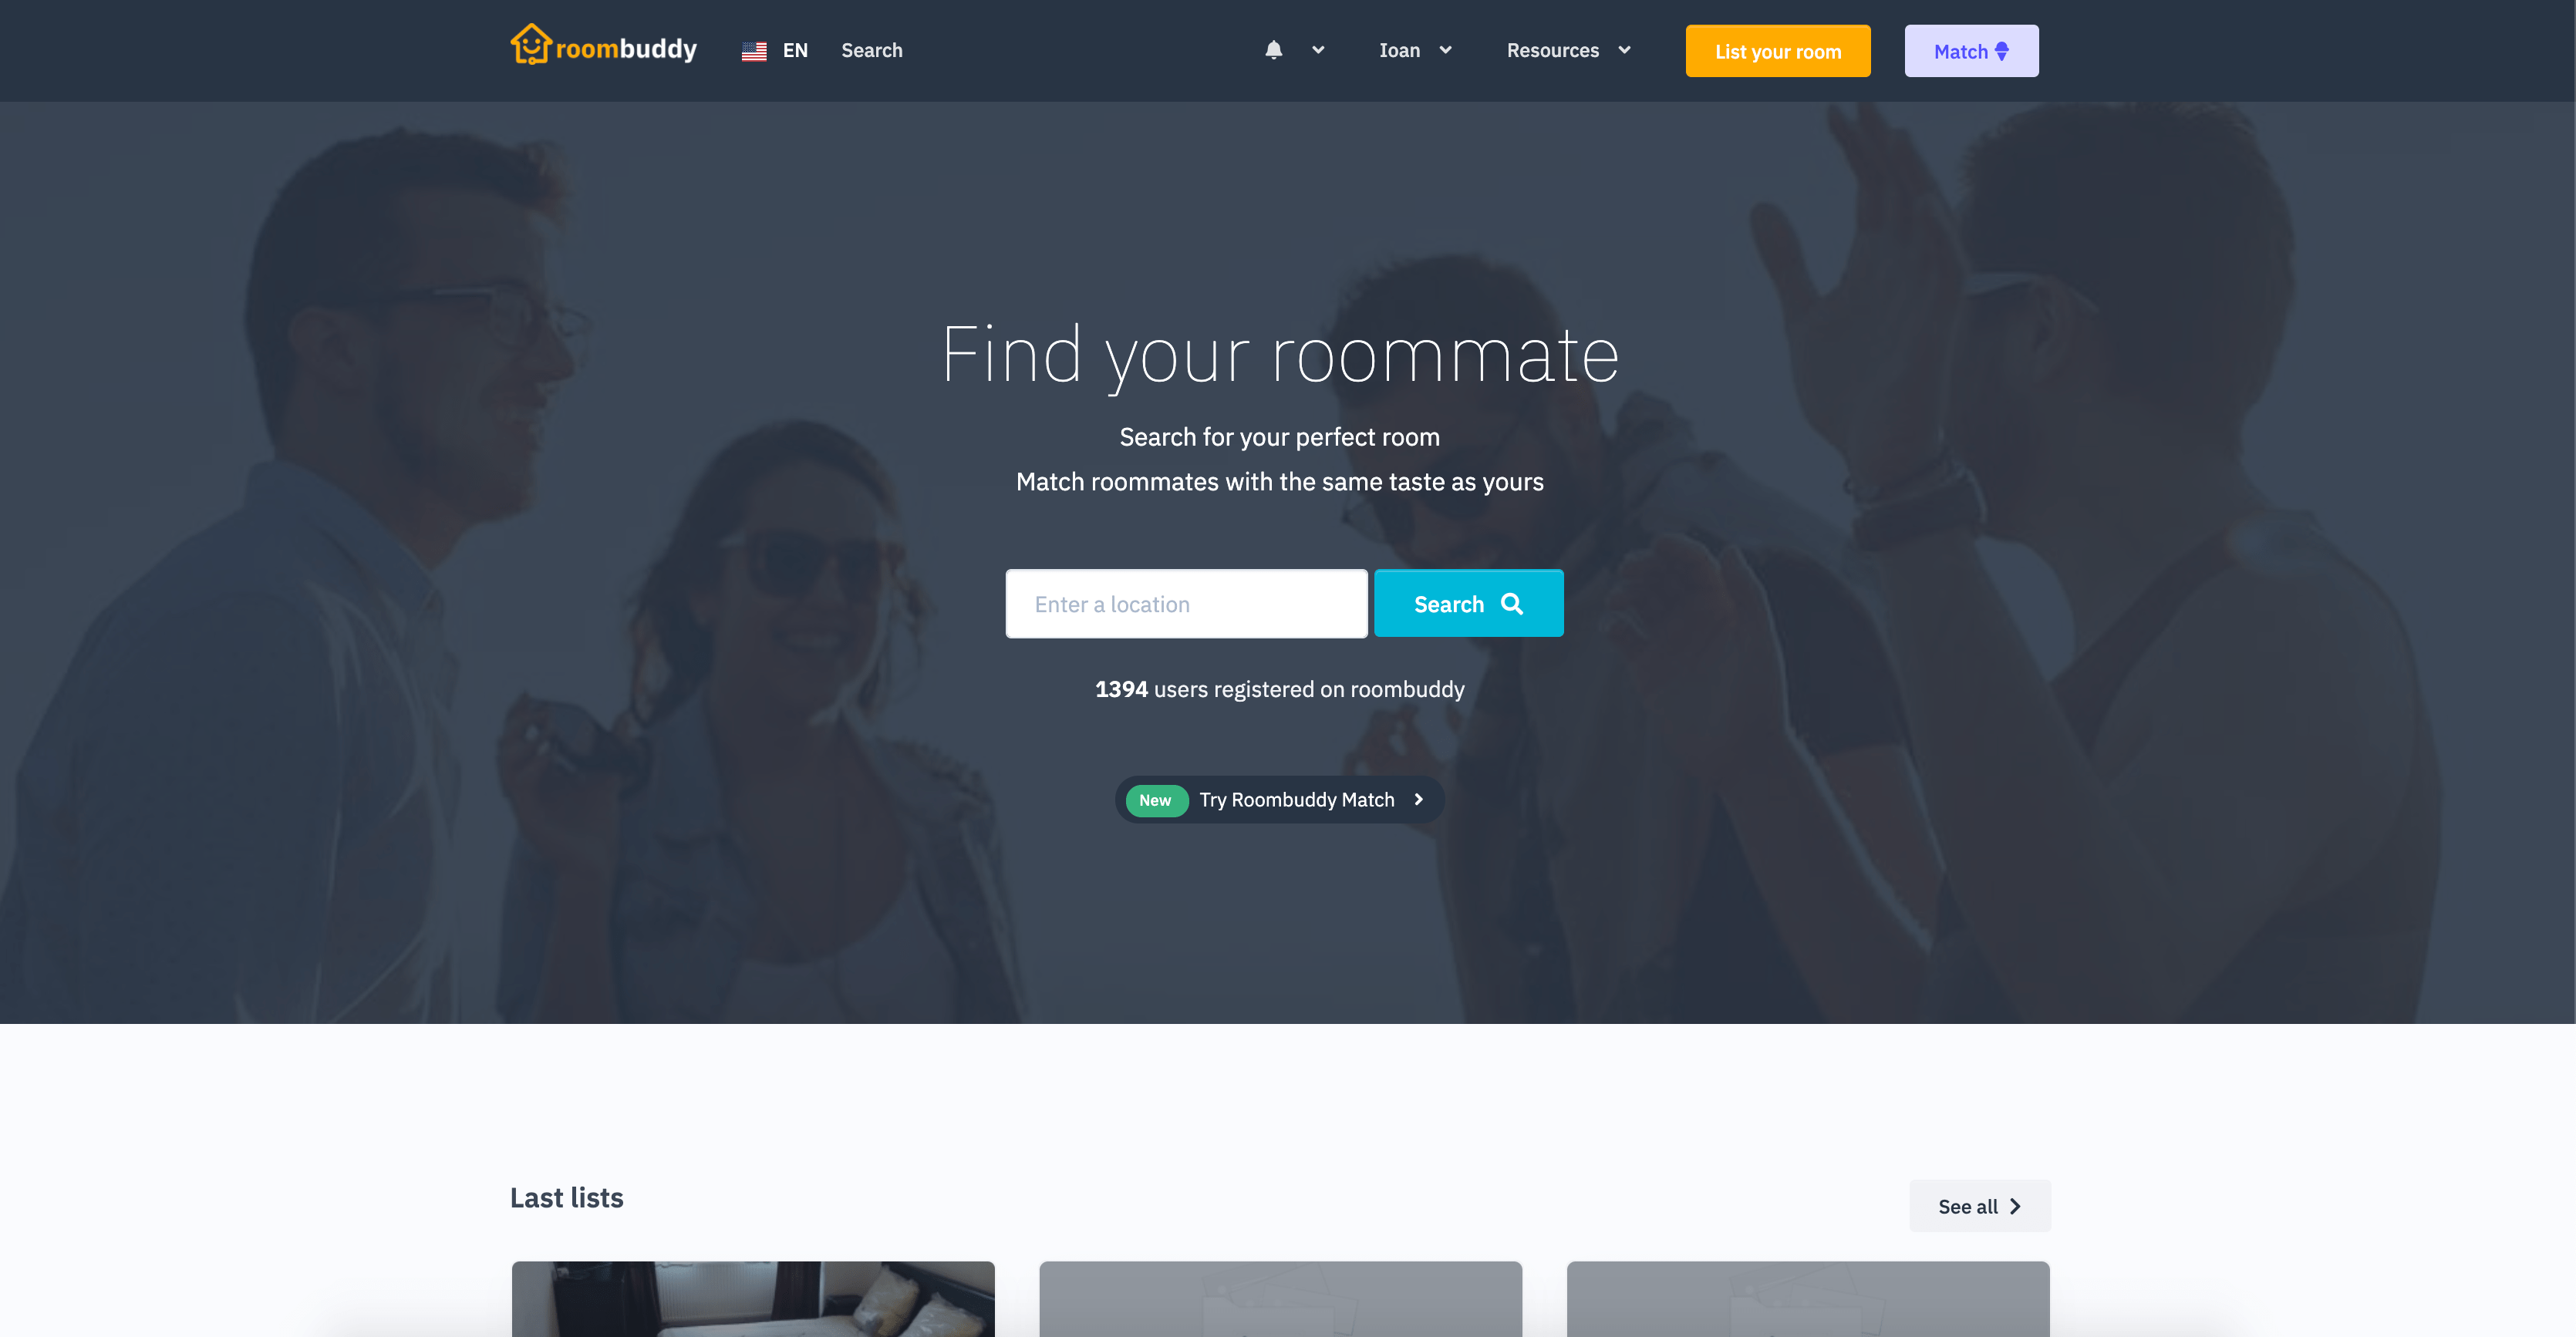 roombuddy
EN
Search
Ioan
Resources
List your room
Match
Find your roommate
Search for your perfect room
Match roommates with the same taste as yours
Enter a location
Search
1394 users registered on roombuddy
New Try Roombuddy Match
Last lists
See all